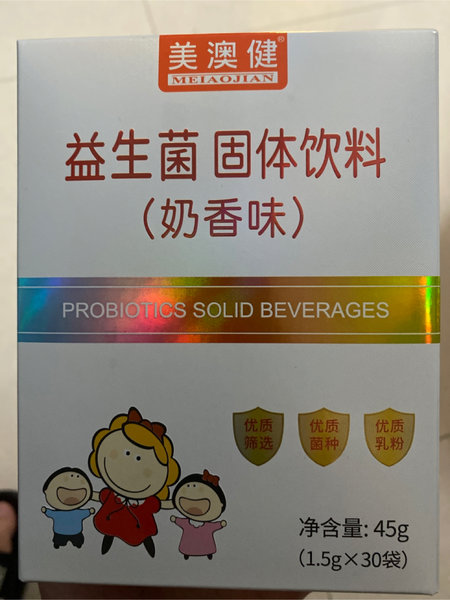 美澳健®
MEIAOJIAN
益生菌 固体饮料
（奶香味）
PROBIOTICS SOLID BEVERAGES
优质
筛选
优质
菌种
优质
乳粉
净含量: 45g
（1.5g×30袋）